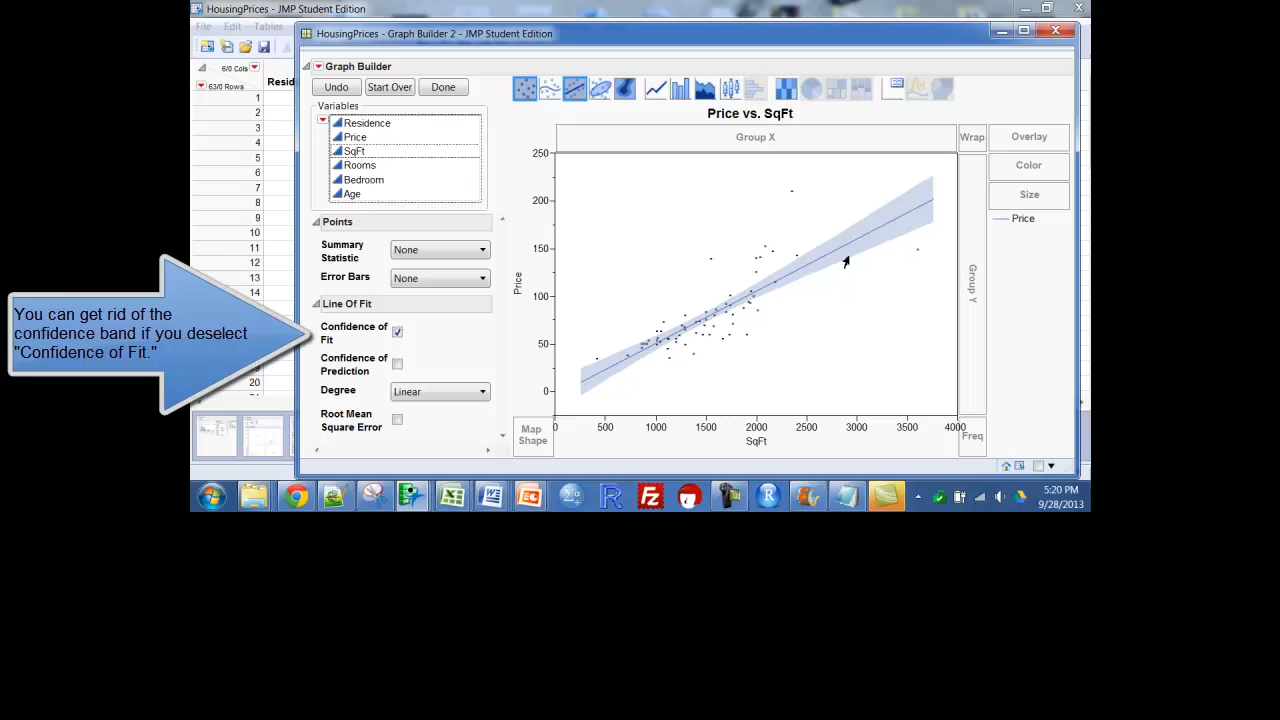 HousingPrices - JMP Student Edition
File Edit Tables
HousingPrices - Graph Builder 2 - JMP Student Edition
6/0 Cols
63/0 Rows
Resid
1
2
3
4
5
6
7
8
9
10
11
12
13
14
19
20
Graph Builder
Undo Start Over Done
Variables
Residence
Price
SqFt
Rooms
Bedroom
Age
Points
Summary
Statistic
None
Error Bars
None
Line Of Fit
Confidence of
Fit
Confidence of
Prediction
Degree
Linear
Root Mean
Square Error
You can get rid of the
confidence band if you deselect
"Confidence of Fit."
Price vs. SqFt
Group X
Wrap
Overlay
Color
Size
Price
Group Y
Freq
Map
Shape
Price
250
200
150
100
50
0
0 500 1000 1500 2000 2500 3000 3500 4000
SqFt
5:20 PM
9/28/2013